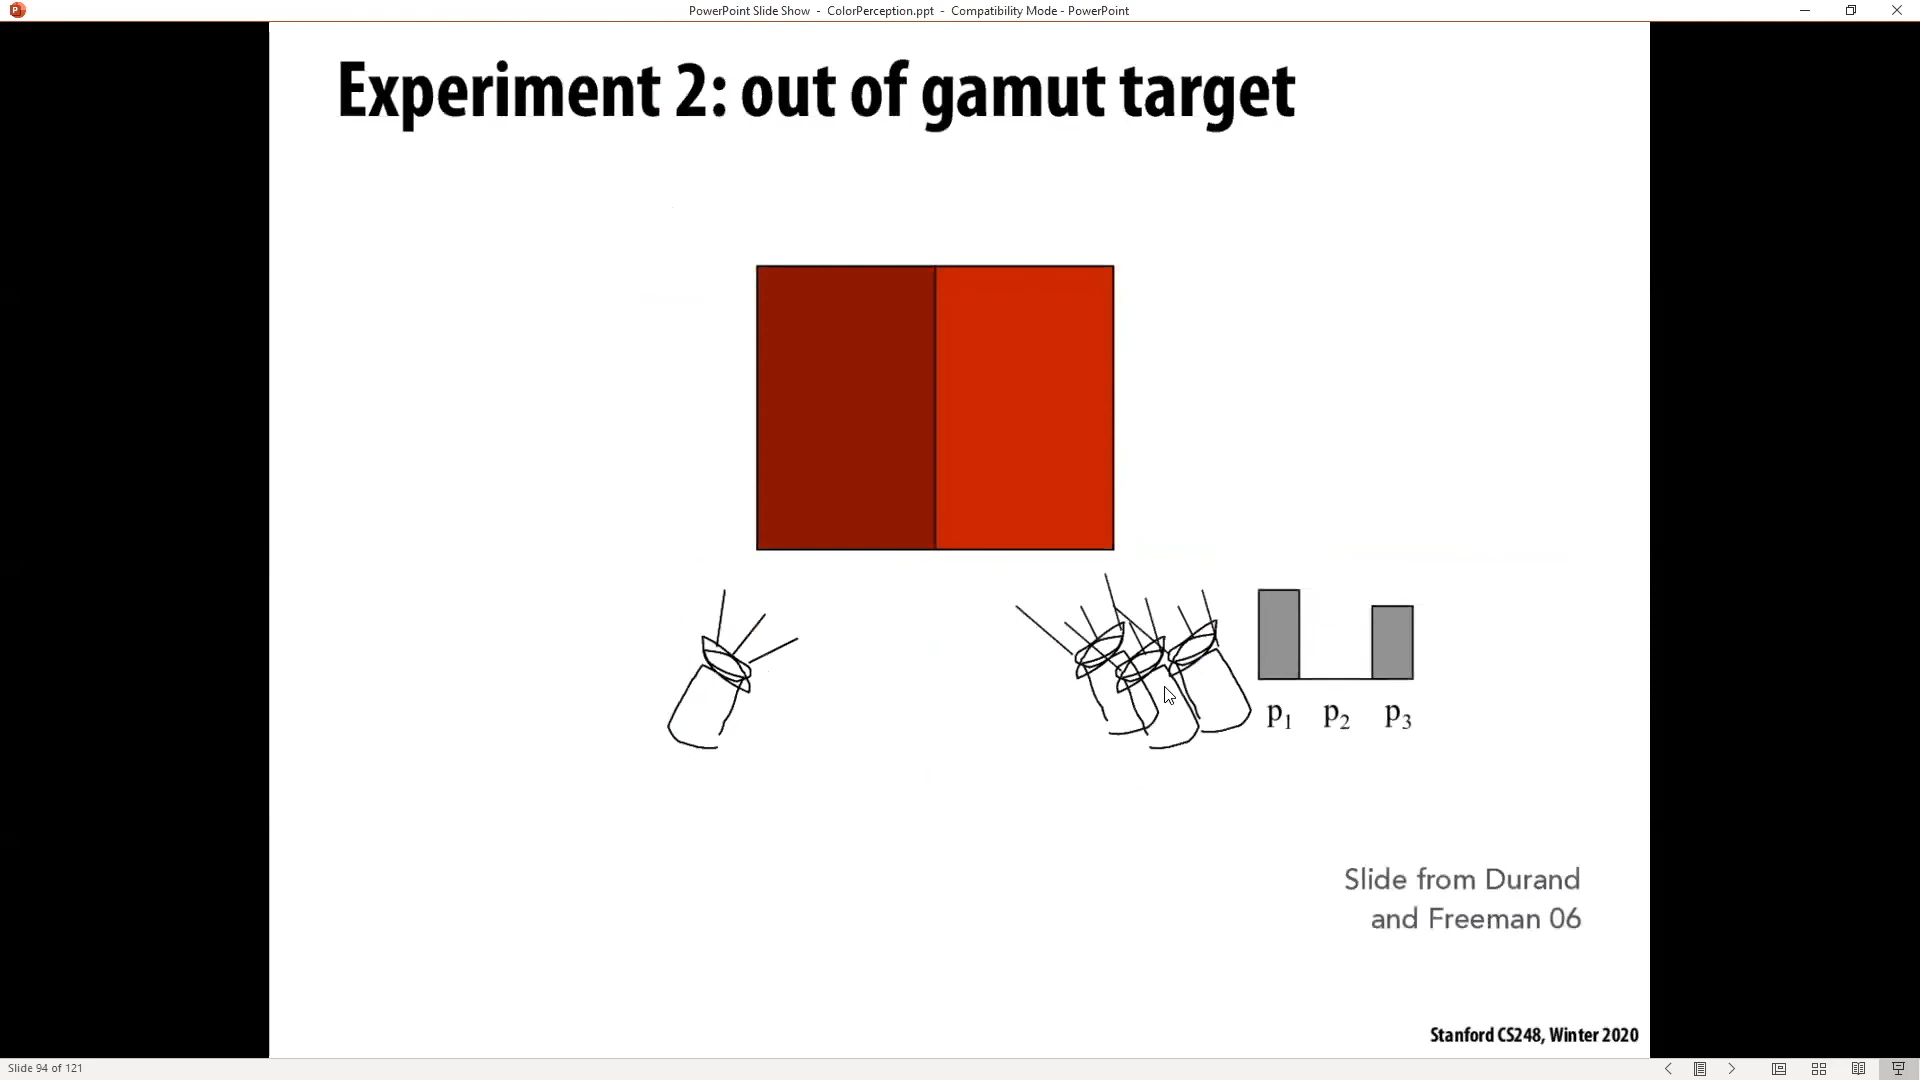 PowerPoint Slide Show - ColorPerception.ppt - Compatibility Mode - PowerPoint
Experiment 2: out of gamut target
p1 p2 p3
Slide from Durand
and Freeman 06
Stanford CS248, Winter 2020
Slide 94 of 121